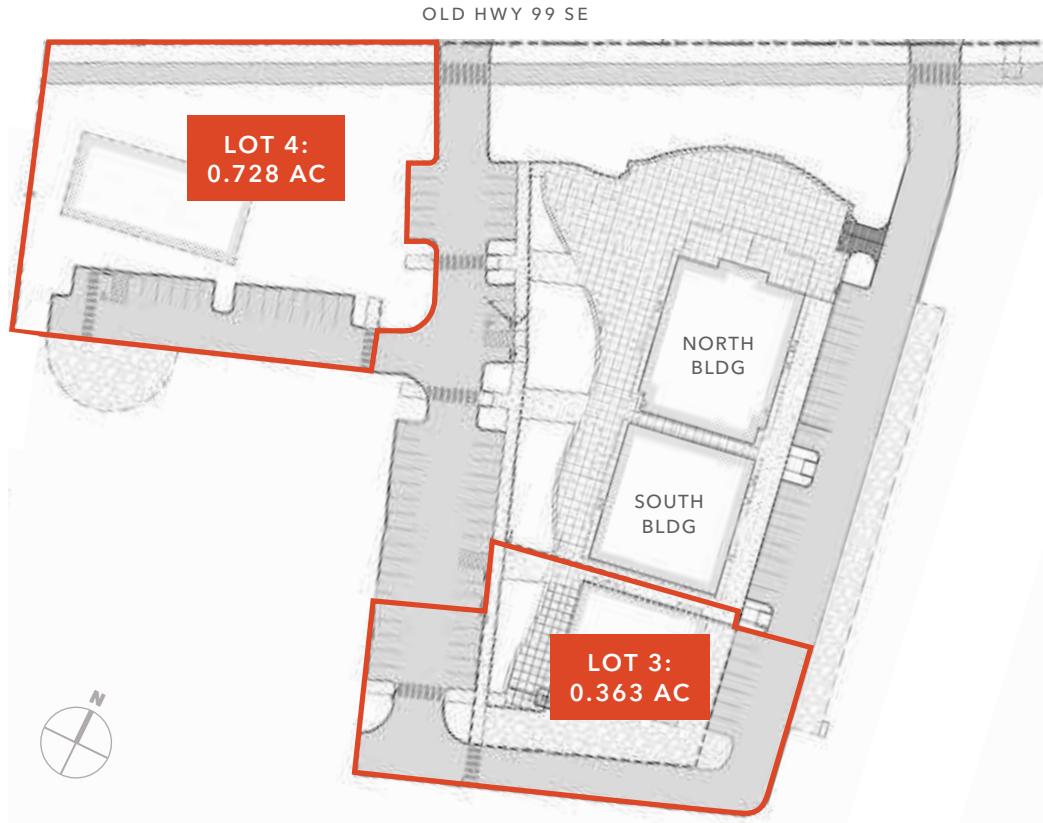 OLD HWY 99 SE
LOT 4:
0.728 AC
NORTH
BLDG
SOUTH
BLDG
LOT 3:
0.363 AC
N